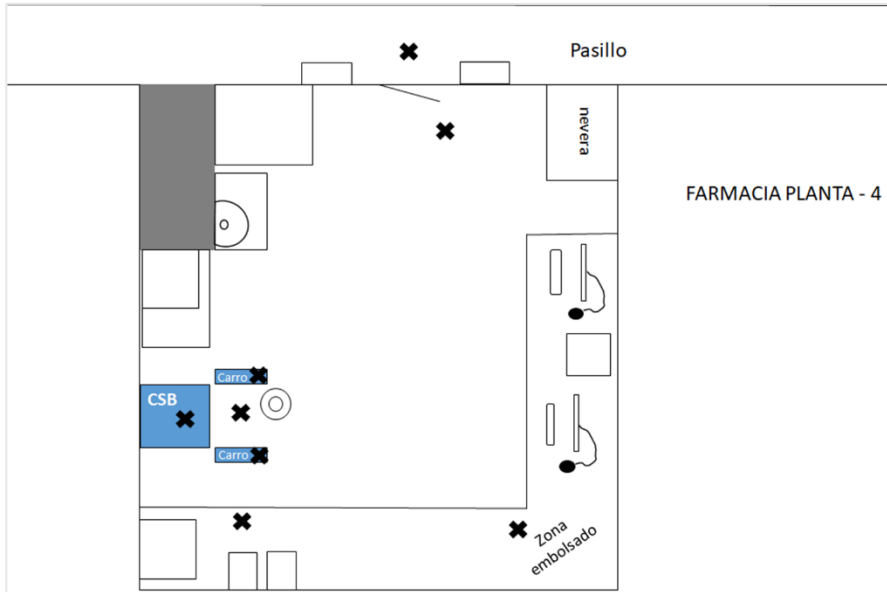 Pasillo
nevera
FARMACIA PLANTA - 4
Carro
CSB
Carro
Zona
embolsado